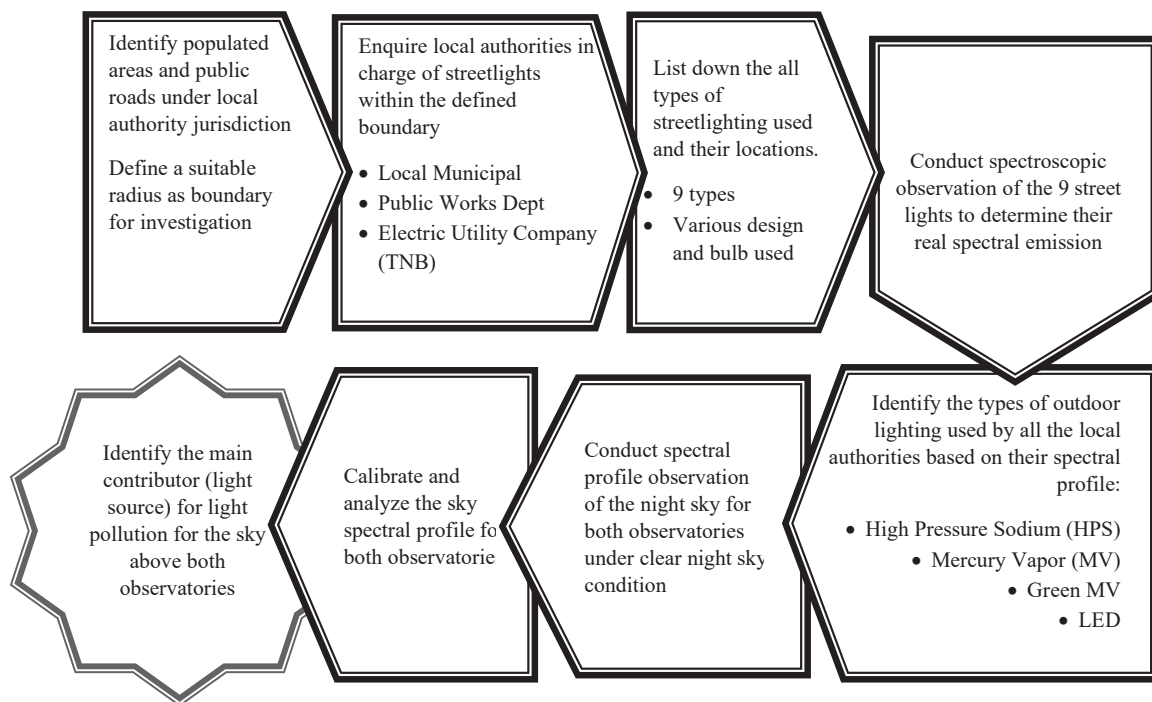 Identify populated
areas and public
roads under local
authority jurisdiction
Define a suitable
radius as boundary
for investigation
Enquire local authorities in
charge of streetlights
within the defined
boundary
• Local Municipal
• Public Works Dept
• Electric Utility Company
(TNB)
List down the all
types of
streetlighting used
and their locations.
• 9 types
• Various design
and bulb used
Conduct spectroscopic
observation of the 9 street
lights to determine their
real spectral emission
Identify the types of outdoor
lighting used by all the local
authorities based on their spectral
profile:
• High Pressure Sodium (HPS)
• Mercury Vapor (MV)
• Green MV
• LED
Conduct spectral
profile observation
of the night sky for
both observatories
under clear night sky
condition
Calibrate and
analyze the sky
spectral profile fo
both observatorie
Identify the main
contributor (light
source) for light
pollution for the sky
above both
observatories